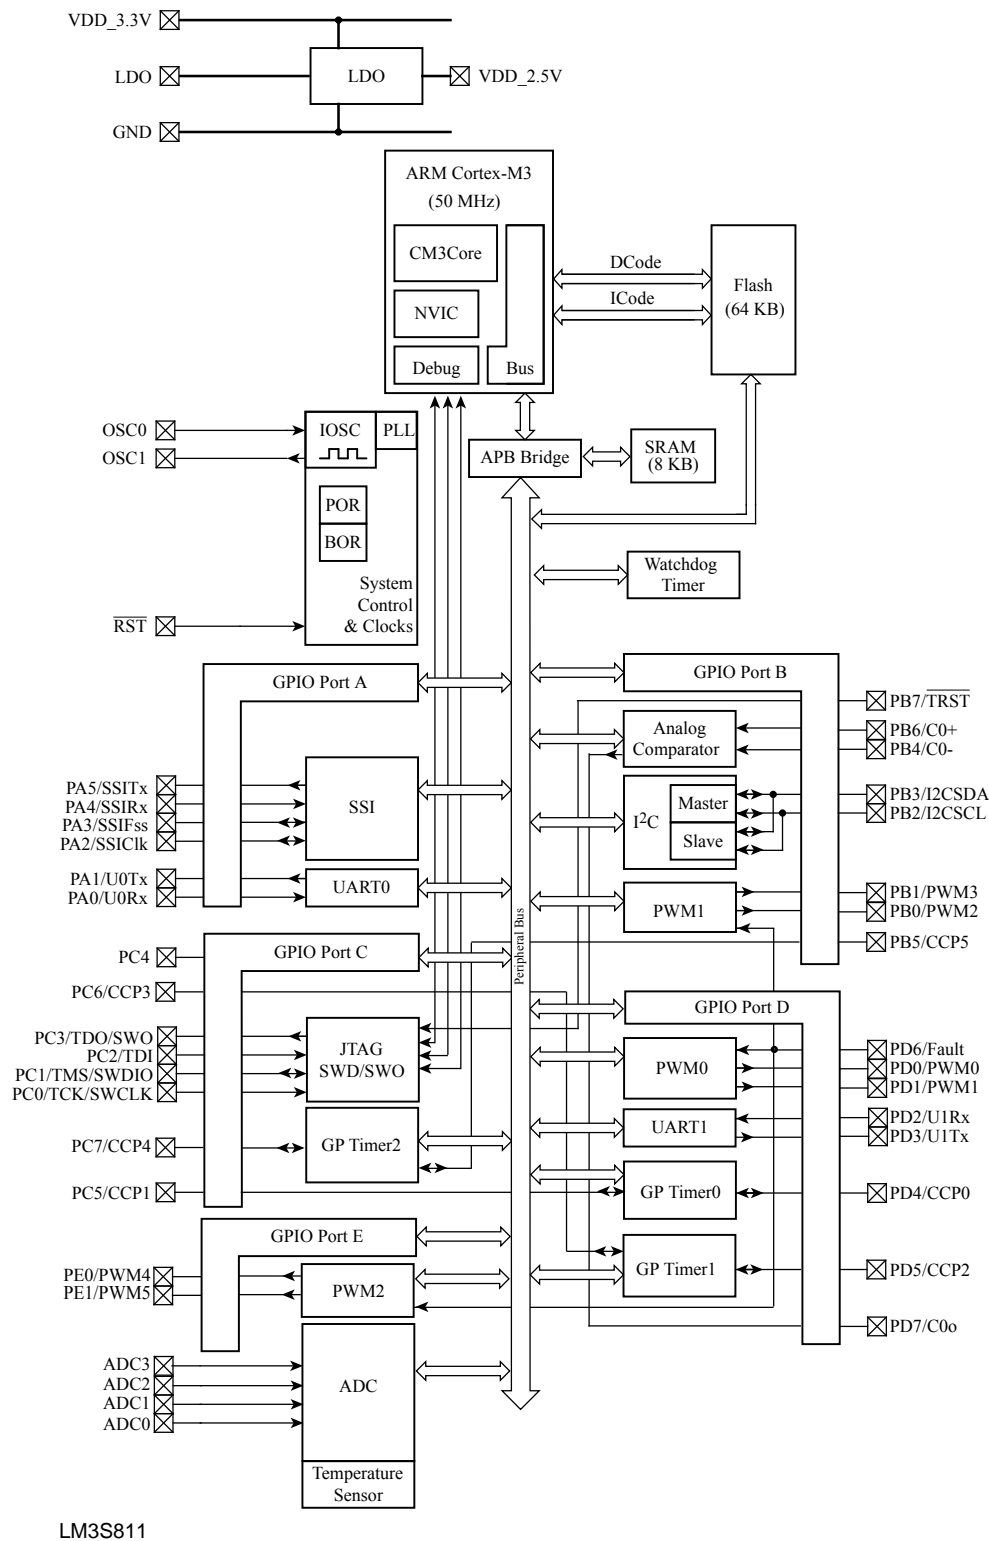 VDD_3.3V
LDO
LDO
VDD_2.5V
GND
ARM Cortex-M3
(50 MHz)
CM3Core
NVIC
Debug
Bus
DCode
ICode
Flash
(64 KB)
OSC0
OSC1
IOSC
PLL
POR
BOR
System
Control
& Clocks
RST
APB Bridge
SRAM
(8 KB)
Watchdog
Timer
Peripheral Bus
GPIO Port A
PA5/SSITx
PA4/SSIRx
PA3/SSIFss
PA2/SSIClk
SSI
PA1/U0Tx
PA0/U0Rx
UART0
GPIO Port B
PB7/TRST
Analog
Comparator
PB6/C0+
PB4/C0-
I2C
Master
Slave
PB3/I2CSDA
PB2/I2CSCL
PWM1
PB1/PWM3
PB0/PWM2
PB5/CCP5
GPIO Port C
PC4
PC6/CCP3
PC3/TDO/SWO
PC2/TDI
PC1/TMS/SWDIO
PC0/TCK/SWCLK
JTAG
SWD/SWO
PC7/CCP4
GP Timer2
PC5/CCP1
GPIO Port D
PWM0
PD6/Fault
PD0/PWM0
PD1/PWM1
UART1
PD2/U1Rx
PD3/U1Tx
GP Timer0
PD4/CCP0
GP Timer1
PD5/CCP2
PD7/C0o
GPIO Port E
PE0/PWM4
PE1/PWM5
PWM2
ADC3
ADC2
ADC1
ADC0
ADC
Temperature
Sensor
LM3S811